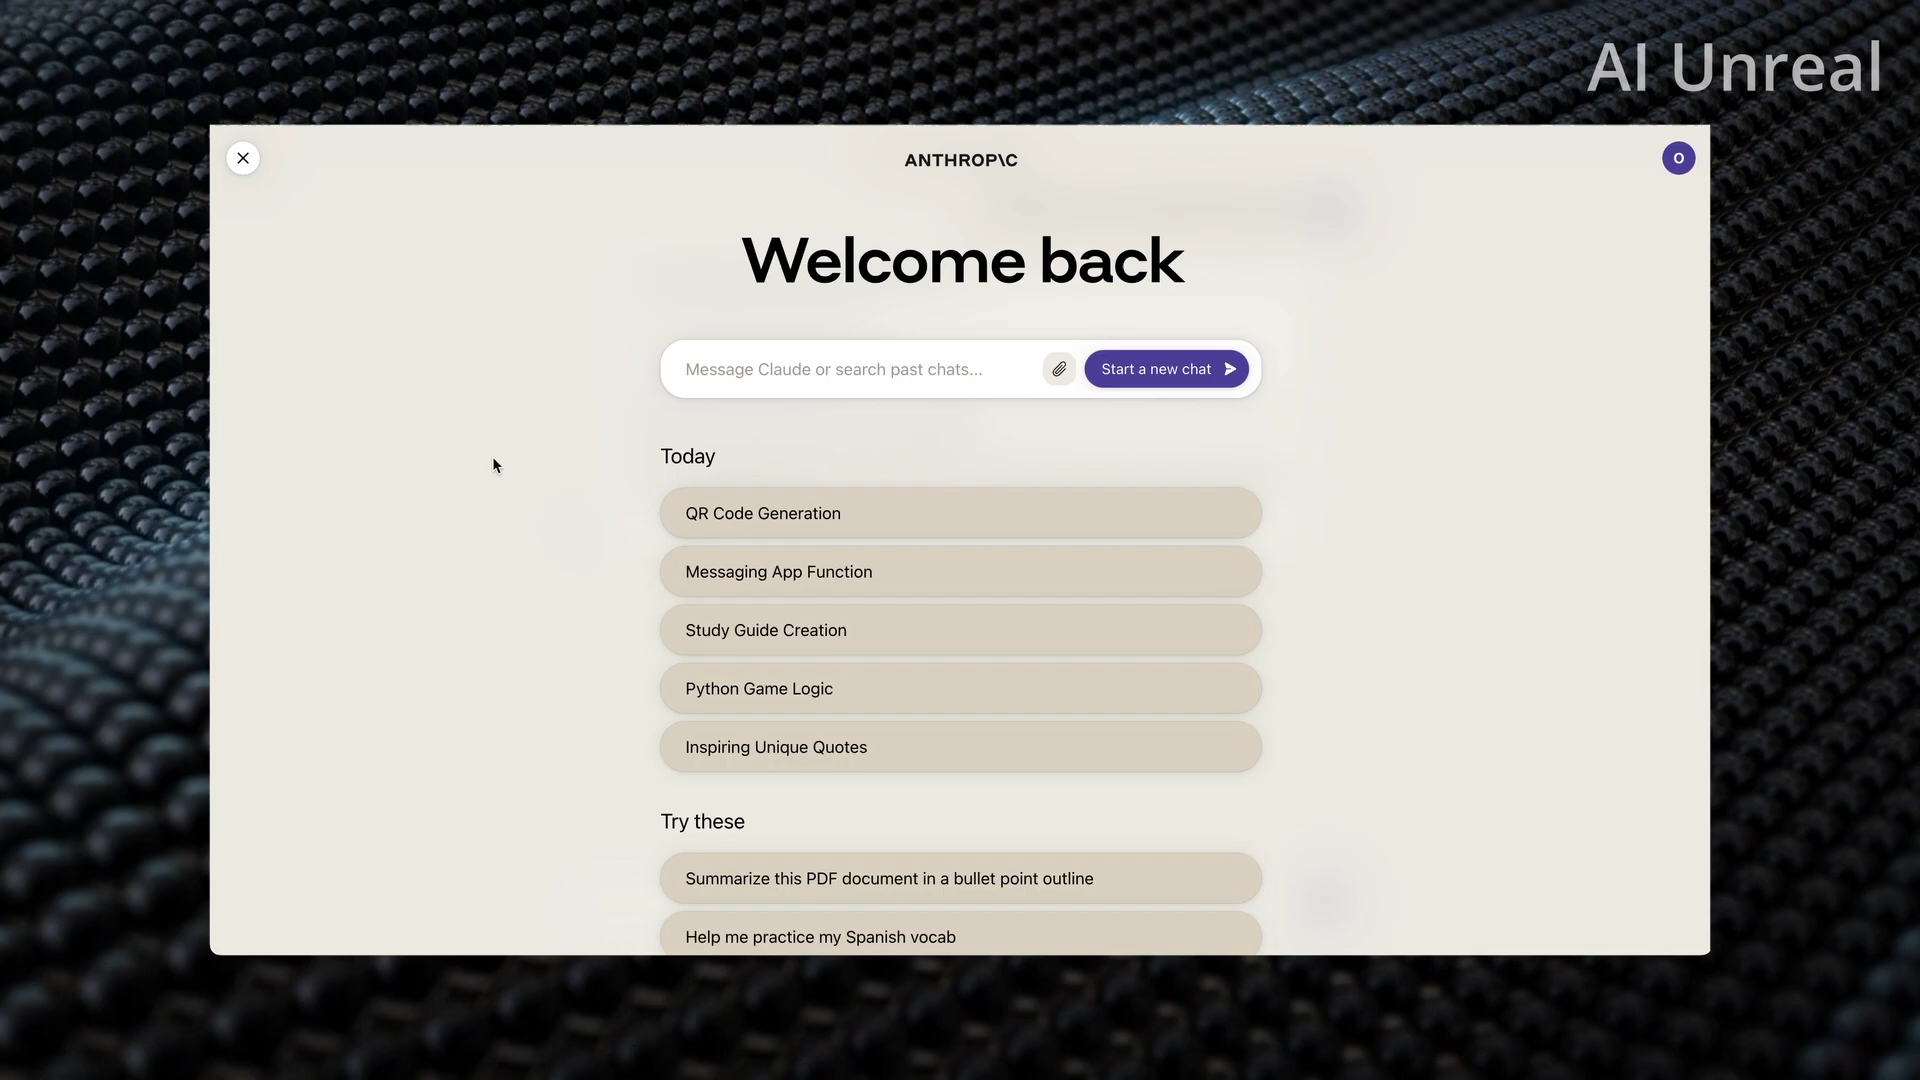 AI Unreal
ANTHROP\C
O
Welcome back
Message Claude or search past chats...
Start a new chat
Today
QR Code Generation
Messaging App Function
Study Guide Creation
Python Game Logic
Inspiring Unique Quotes
Try these
Summarize this PDF document in a bullet point outline
Help me practice my Spanish vocab